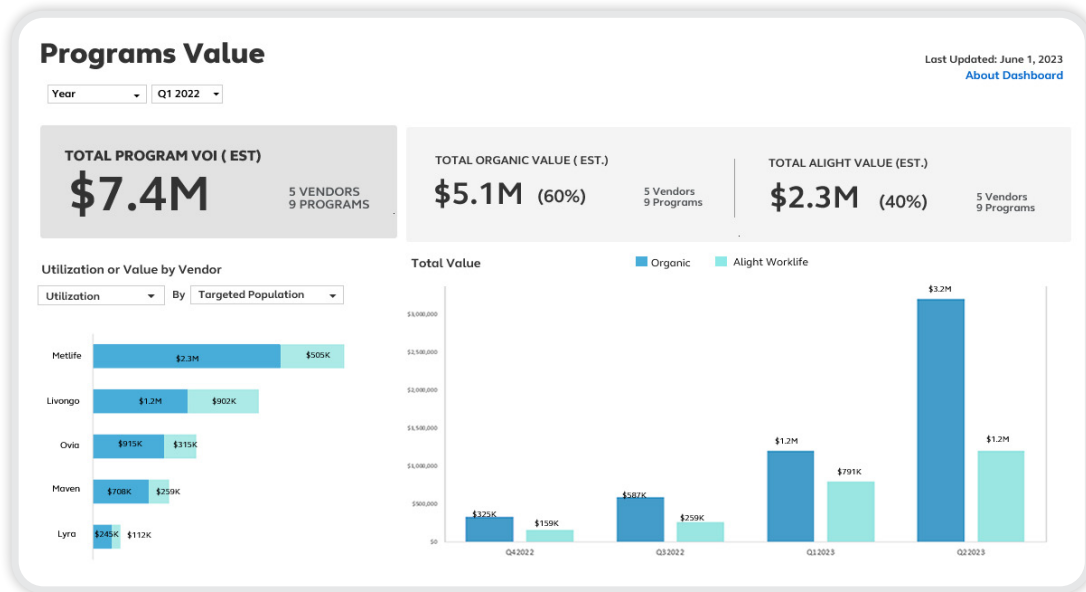 Programs Value
Last Updated: June 1, 2023
About Dashboard
Year
Q1 2022
TOTAL PROGRAM VOI ( EST)
$7.4M
5 VENDORS
9 PROGRAMS
TOTAL ORGANIC VALUE ( EST.)
$5.1M (60%)
5 Vendors
9 Programs
TOTAL ALIGHT VALUE (EST.)
$2.3M (40%)
5 Vendors
9 Programs
Utilization or Value by Vendor
Utilization By Targeted Population
Metlife $2.3M $505K
Livongo $1.2M $902K
Ovia $915K $315K
Maven $708K $259K
Lyra $245K $112K
Total Value
Organic Alight Worklife
$3,000,000
$2,500,000
$2,000,000
$1,500,000
$1,000,000
$500,000
$0
$325K $159K
$587K $259K
$1.2M $791K
$3.2M $1.2M
Q42022 Q32022 Q12023 Q22023